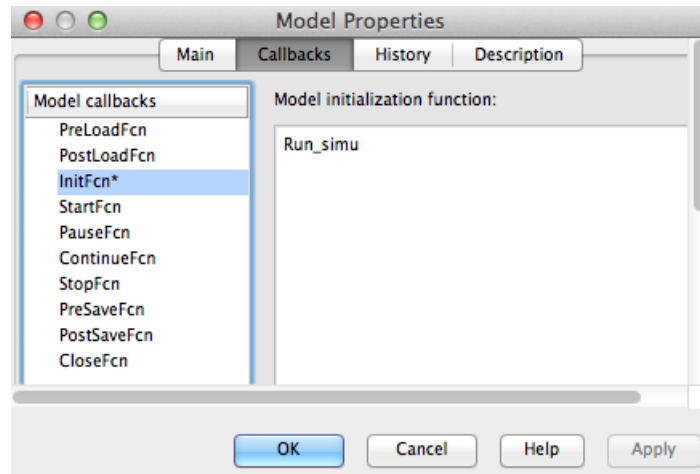 Model Properties
Main Callbacks History Description
Model callbacks
PreLoadFcn
PostLoadFcn
InitFcn*
StartFcn
PauseFcn
ContinueFcn
StopFcn
PreSaveFcn
PostSaveFcn
CloseFcn
Model initialization function:
Run_simu
OK Cancel Help Apply